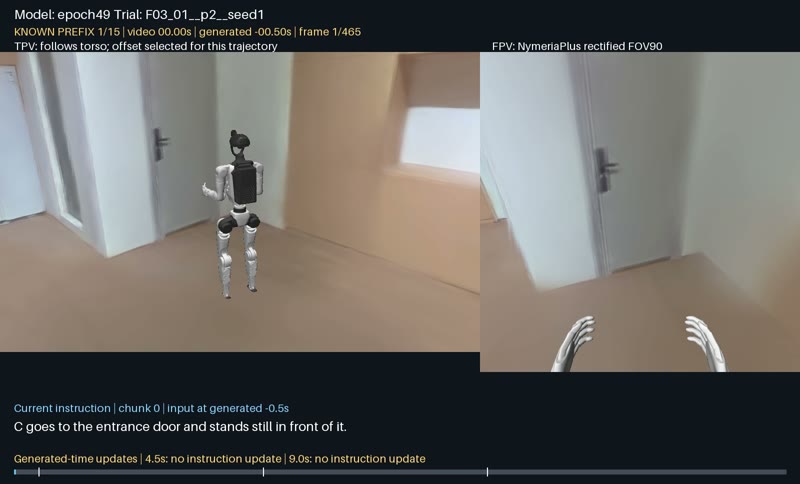 Model: epoch49 Trial: F03_01__p2__seed1
KNOWN PREFIX 1/15 | video 00.00s | generated -00.50s | frame 1/465
TPV: follows torso; offset selected for this trajectory
FPV: NymeriaPlus rectified FOV90
Current instruction | chunk 0 | input at generated -0.5s
C goes to the entrance door and stands still in front of it.
Generated-time updates | 4.5s: no instruction update | 9.0s: no instruction update